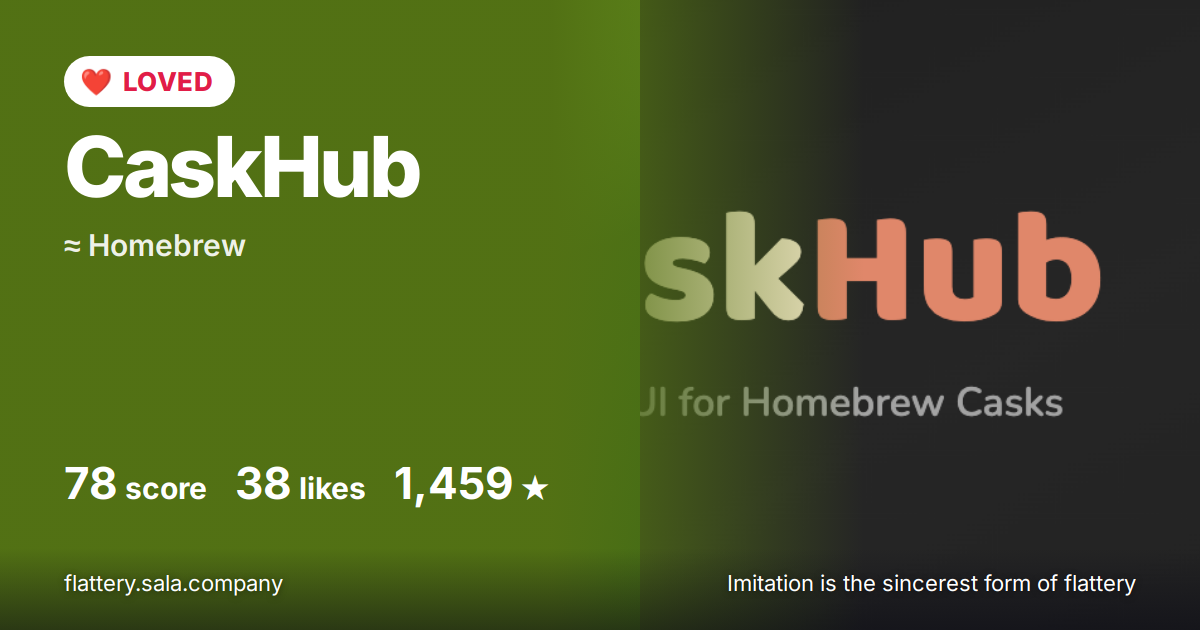 ❤️ LOVED
CaskHub
≈ Homebrew
skHub
UI for Homebrew Casks
78 score 38 likes 1,459 ★
flattery.sala.company
Imitation is the sincerest form of flattery